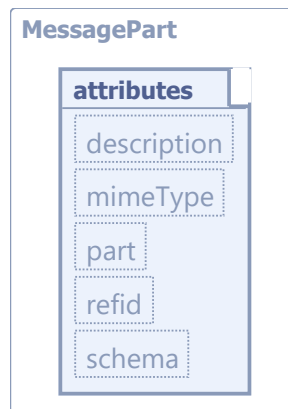 MessagePart
attributes
description
mimeType
part
refid
schema